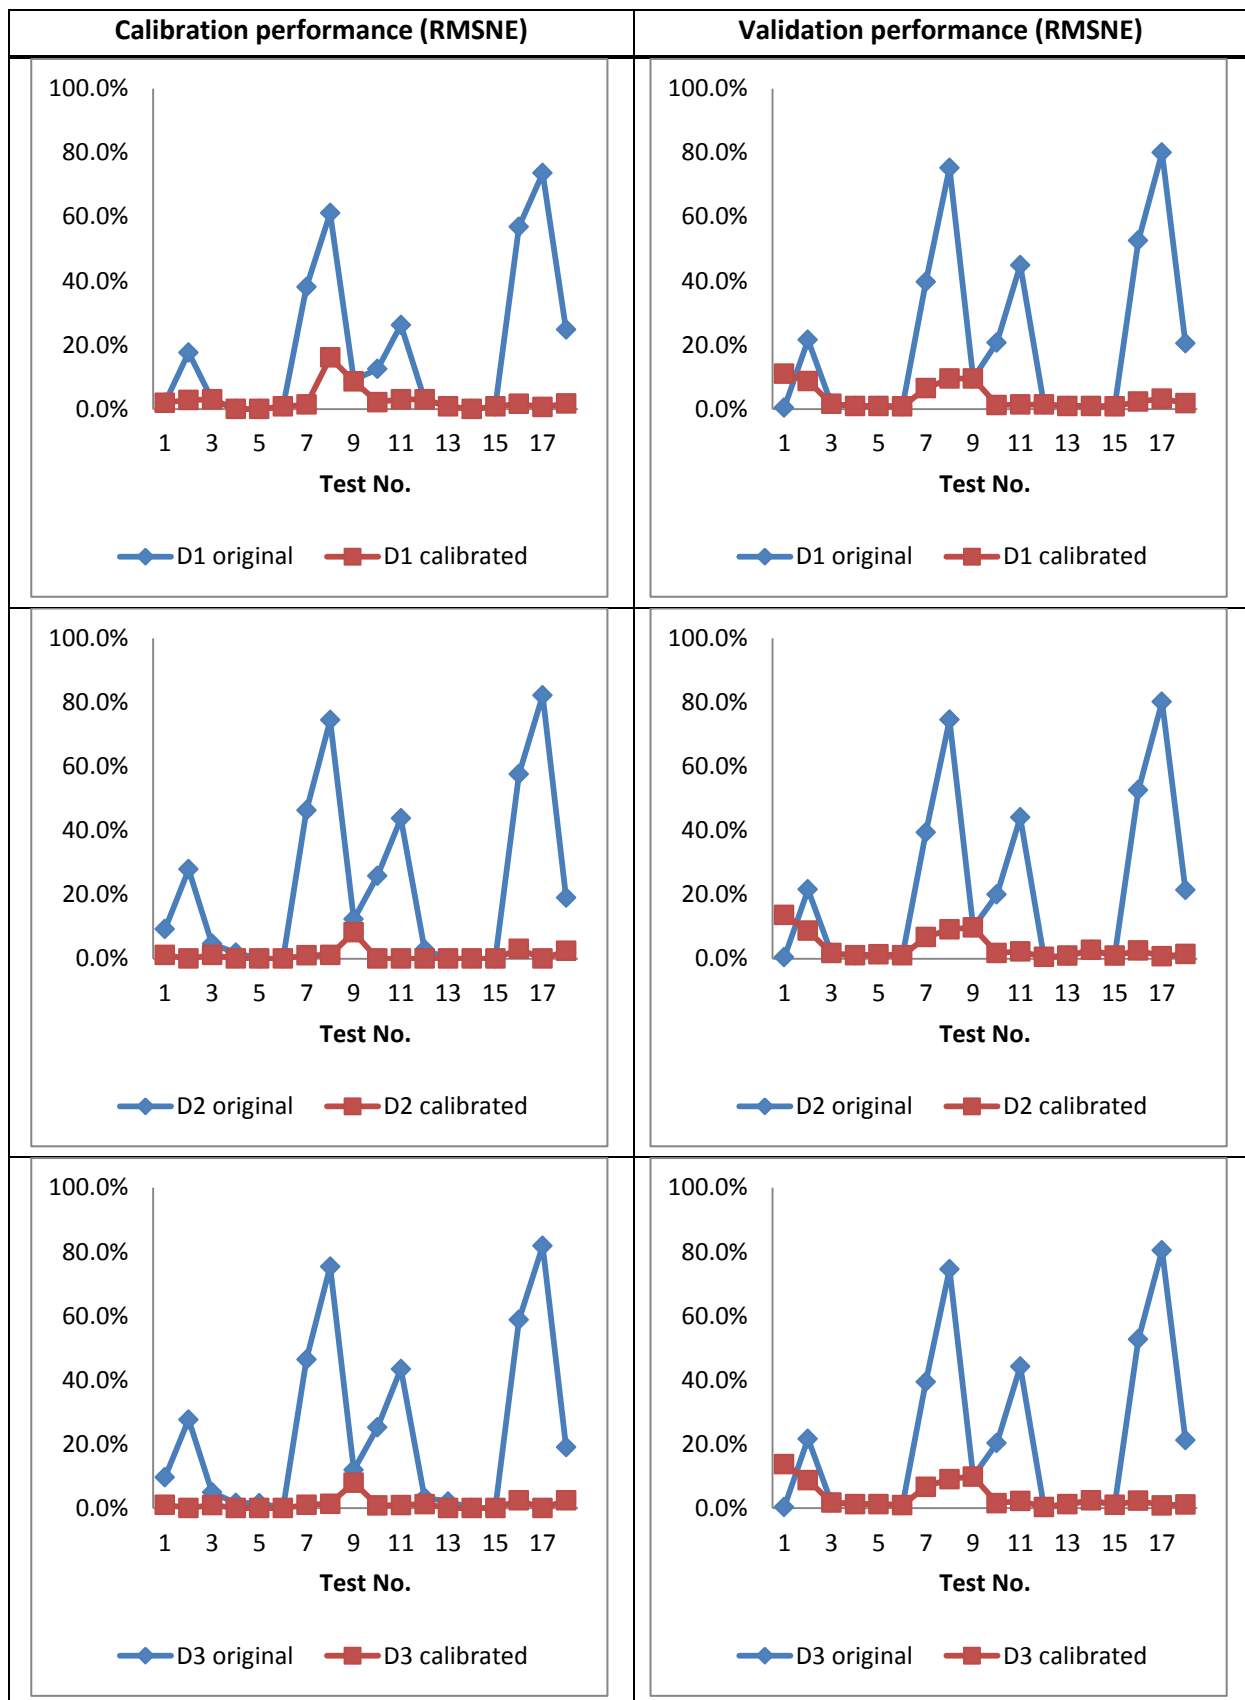 Calibration performance (RMSNE)
Validation performance (RMSNE)
100.0%
80.0%
60.0%
40.0%
20.0%
0.0%
1 3 5 7 9 11 13 15 17
Test No.
D1 original D1 calibrated
100.0%
80.0%
60.0%
40.0%
20.0%
0.0%
1 3 5 7 9 11 13 15 17
Test No.
D1 original D1 calibrated
100.0%
80.0%
60.0%
40.0%
20.0%
0.0%
1 3 5 7 9 11 13 15 17
Test No.
D2 original D2 calibrated
100.0%
80.0%
60.0%
40.0%
20.0%
0.0%
1 3 5 7 9 11 13 15 17
Test No.
D2 original D2 calibrated
100.0%
80.0%
60.0%
40.0%
20.0%
0.0%
1 3 5 7 9 11 13 15 17
Test No.
D3 original D3 calibrated
100.0%
80.0%
60.0%
40.0%
20.0%
0.0%
1 3 5 7 9 11 13 15 17
Test No.
D3 original D3 calibrated